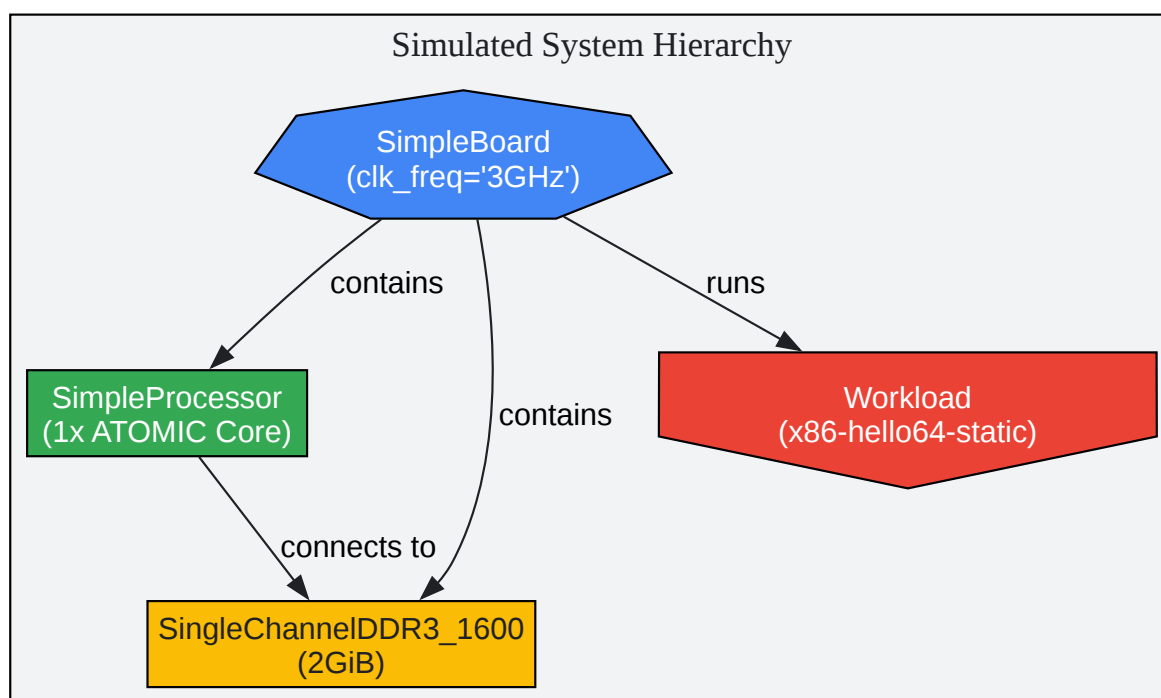 Simulated System Hierarchy
SimpleBoard
(clk_freq='3GHz')
contains
runs
SimpleProcessor
(1x ATOMIC Core)
contains
Workload
(x86-hello64-static)
connects to
SingleChannelDDR3_1600
(2GiB)